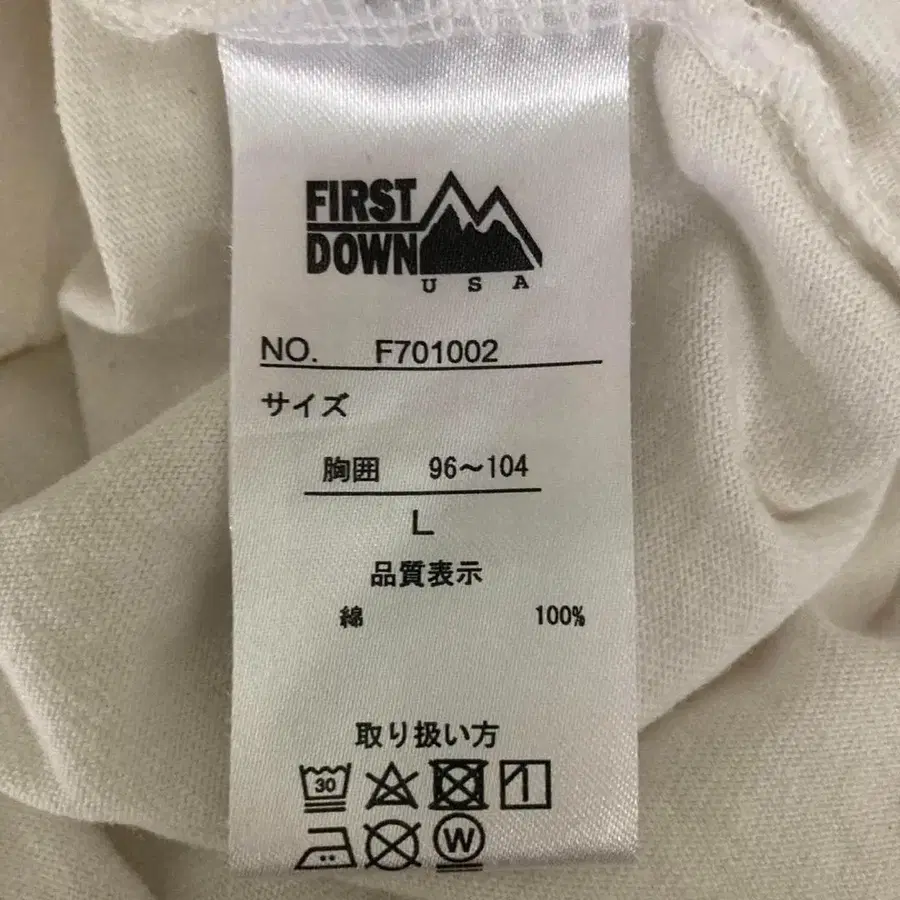 FIRST
DOWN
USA
NO. F701002
サイズ
胸囲 96～104
L
品質表示
綿 100%
取り扱い方
30
W